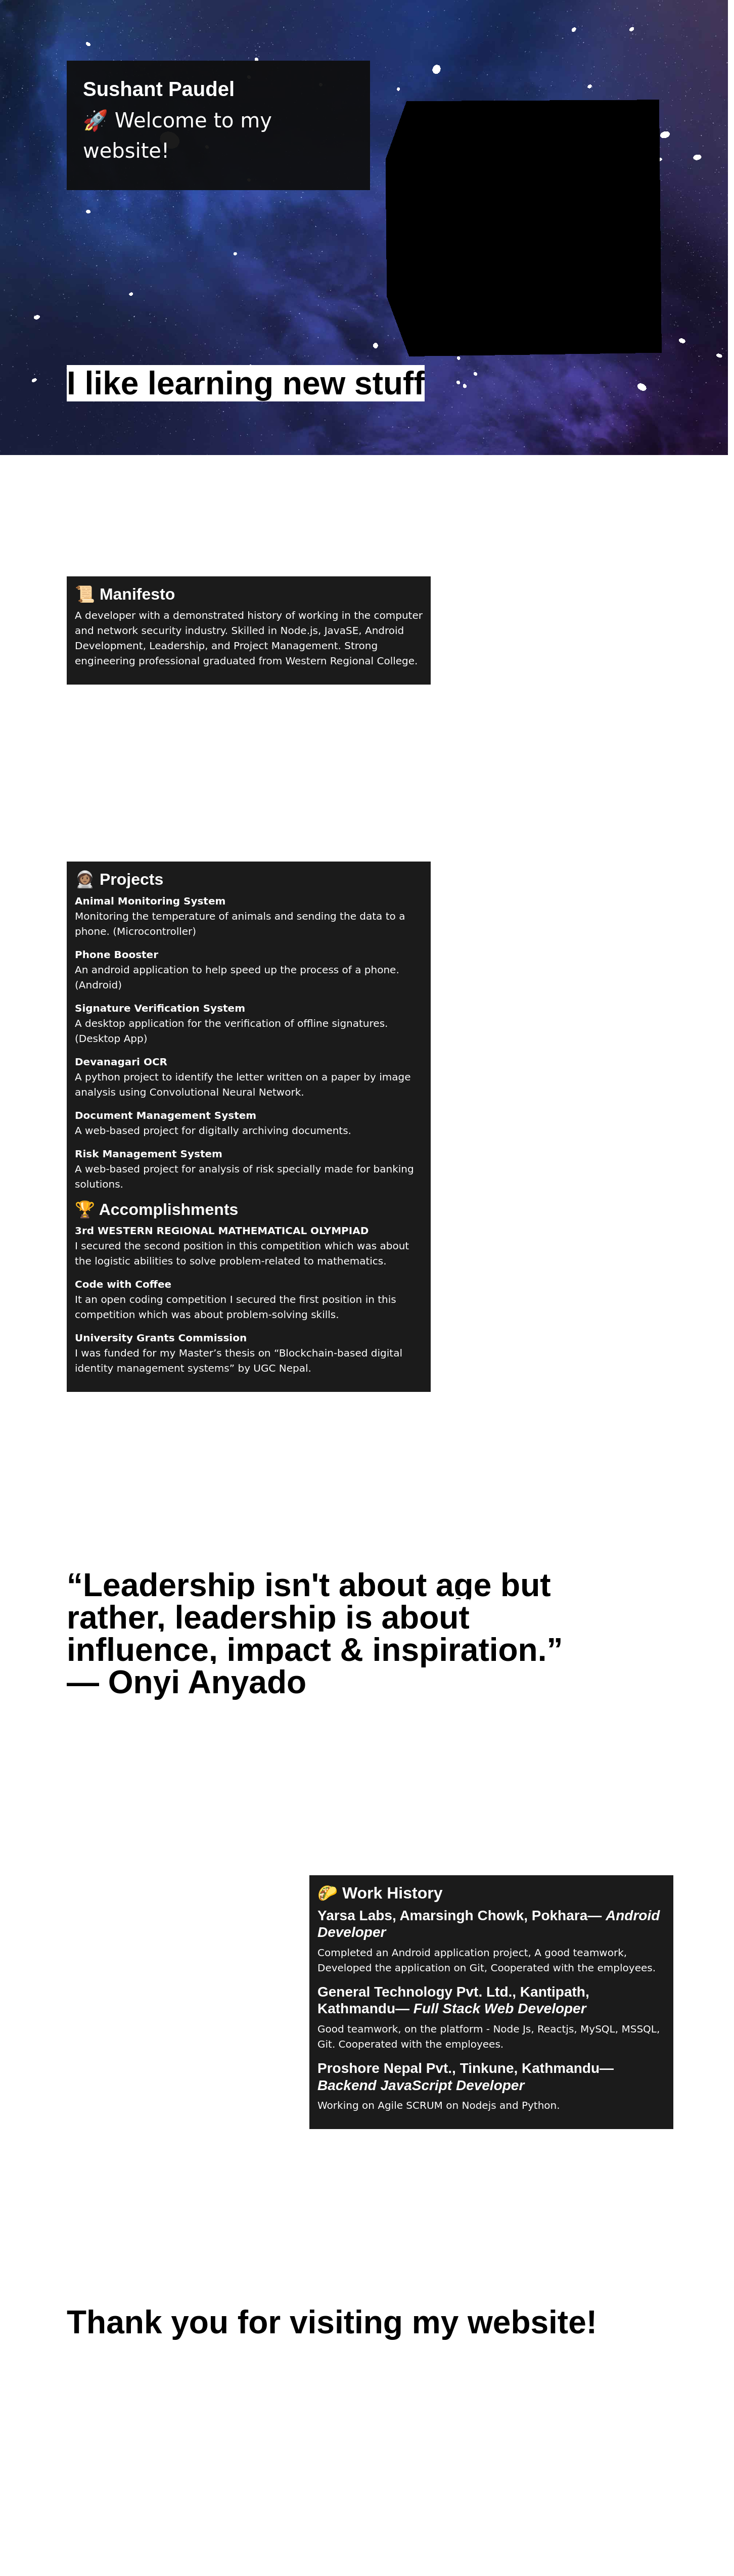 Sushant Paudel
🚀 Welcome to my
website!
I like learning new stuff
📜 Manifesto
A developer with a demonstrated history of working in the computer
and network security industry. Skilled in Node.js, JavaSE, Android
Development, Leadership, and Project Management. Strong
engineering professional graduated from Western Regional College.
👩🏽‍🚀 Projects
Animal Monitoring System
Monitoring the temperature of animals and sending the data to a
phone. (Microcontroller)
Phone Booster
An android application to help speed up the process of a phone.
(Android)
Signature Verification System
A desktop application for the verification of offline signatures.
(Desktop App)
Devanagari OCR
A python project to identify the letter written on a paper by image
analysis using Convolutional Neural Network.
Document Management System
A web-based project for digitally archiving documents.
Risk Management System
A web-based project for analysis of risk specially made for banking
solutions.
🏆 Accomplishments
3rd WESTERN REGIONAL MATHEMATICAL OLYMPIAD
I secured the second position in this competition which was about
the logistic abilities to solve problem-related to mathematics.
Code with Coffee
It an open coding competition I secured the first position in this
competition which was about problem-solving skills.
University Grants Commission
I was funded for my Master’s thesis on “Blockchain-based digital
identity management systems” by UGC Nepal.
“Leadership isn't about age but
rather, leadership is about
influence, impact & inspiration.”
— Onyi Anyado
🌮 Work History
Yarsa Labs, Amarsingh Chowk, Pokhara— Android
Developer
Completed an Android application project, A good teamwork,
Developed the application on Git, Cooperated with the employees.
General Technology Pvt. Ltd., Kantipath,
Kathmandu— Full Stack Web Developer
Good teamwork, on the platform - Node Js, Reactjs, MySQL, MSSQL,
Git. Cooperated with the employees.
Proshore Nepal Pvt., Tinkune, Kathmandu—
Backend JavaScript Developer
Working on Agile SCRUM on Nodejs and Python.
Thank you for visiting my website!